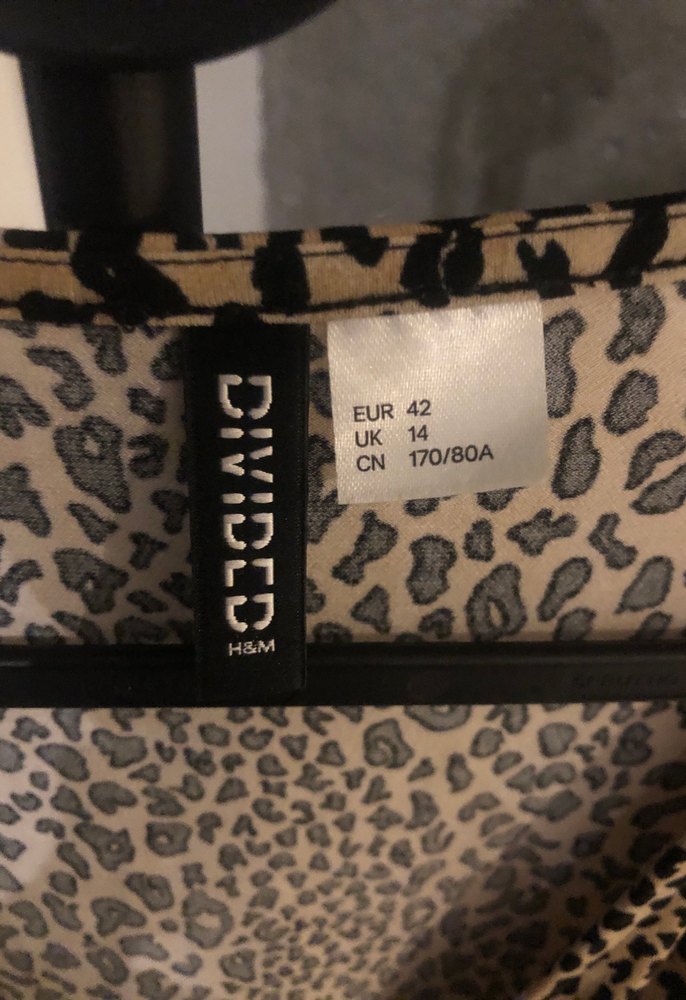 DIVIDED
H&M
EUR 42
UK 14
CN 170/80A